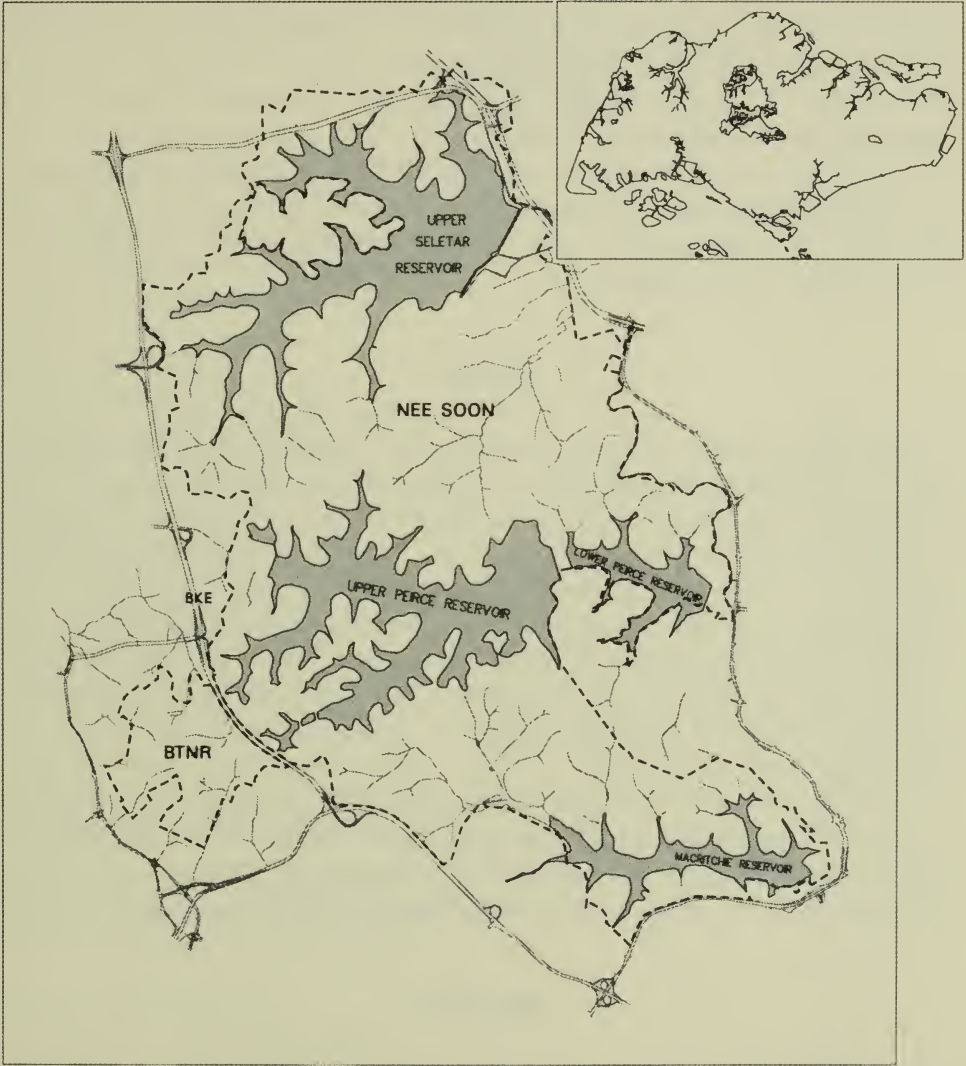 UPPER
SELETAR
RESERVOIR
NEE SOON
LOWER PEIRCE RESERVOIR
UPPER PEIRCE RESERVOIR
BKE
BTNR
MACRITCHIE RESERVOIR